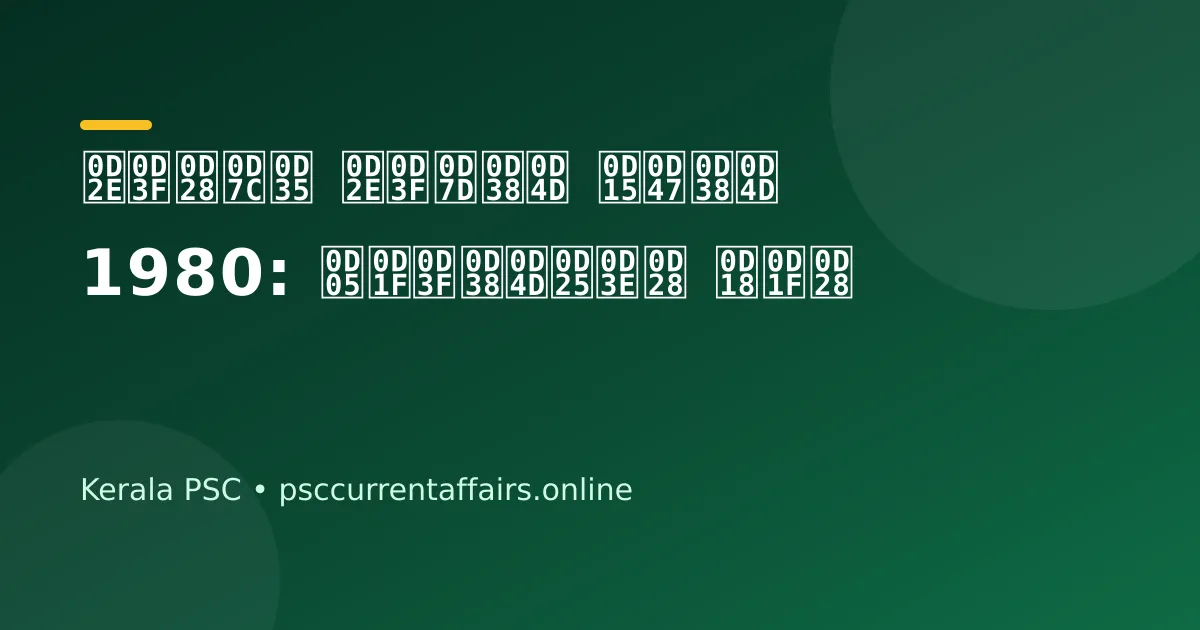 മിനർവ മിൽസ് കേസ്
1980: അടിസ്ഥാന ഘടന
Kerala PSC • psccurrentaffairs.online